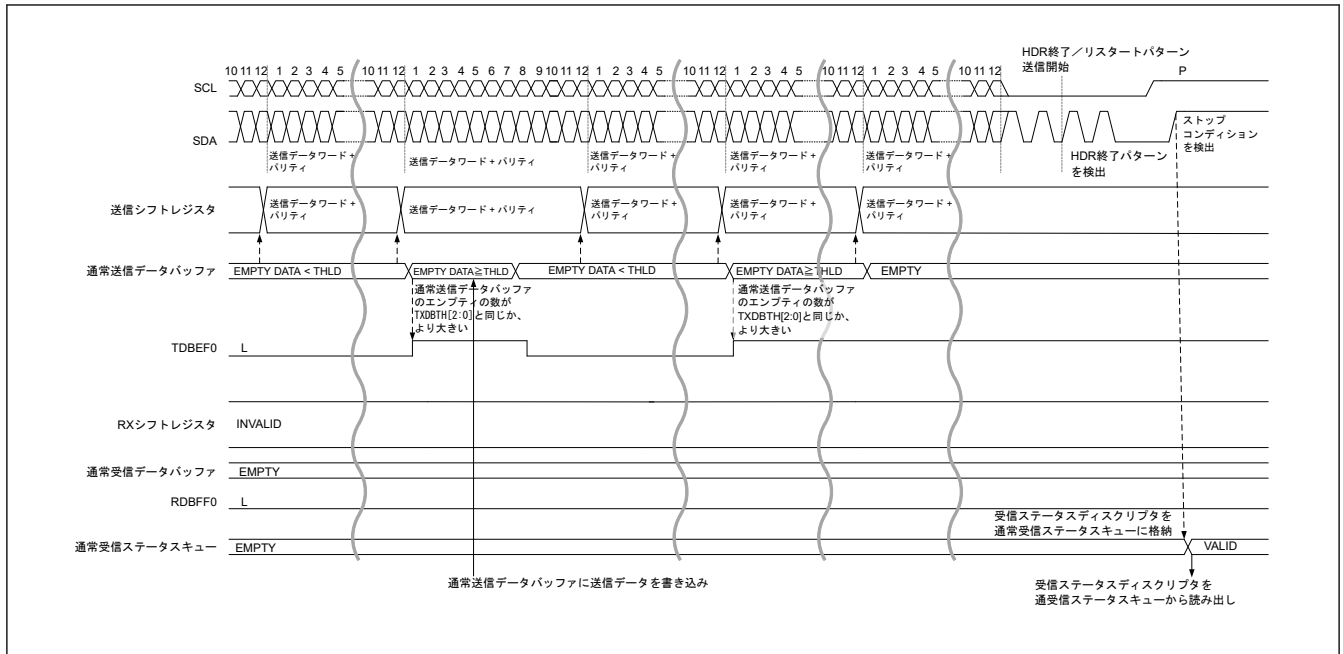 HDR終了／リスタートパターン
送信開始
P
10 11 12 1 2 3 4 5 10 11 12 1 2 3 4 5 6 7 8 9 10 11 12 1 2 3 4 5 10 11 12 1 2 3 4 5 10 11 12 1 2 3 4 5 10 11 12
SCL
SDA
ストップ
コンディション
を検出
送信データワード +
パリティ
送信データワード + パリティ
送信データワード +
パリティ
送信データワード +
パリティ
送信データワード +
パリティ
HDR終了パターン
を検出
送信シフトレジスタ
送信データワード +
パリティ
送信データワード + パリティ
送信データワード +
パリティ
送信データワード +
パリティ
送信データワード +
パリティ
通常送信データバッファ
EMPTY DATA < THLD
EMPTY DATA≧THLD
EMPTY DATA < THLD
EMPTY DATA≧THLD
EMPTY
通常送信データバッファ
のエンプティの数が
TXDBTH[2:0]と同じか、
より大きい
通常送信データバッファ
のエンプティの数が
TXDBTH[2:0]と同じか、
より大きい
TDBEF0
L
RXシフトレジスタ
INVALID
通常受信データバッファ
EMPTY
RDBFF0
L
受信ステータスディスクリプタを
通常受信ステータスキューに格納
通常受信ステータスキュー
EMPTY
VALID
通常送信データバッファに送信データを書き込み
受信ステータスディスクリプタを
通受信ステータスキューから読み出し